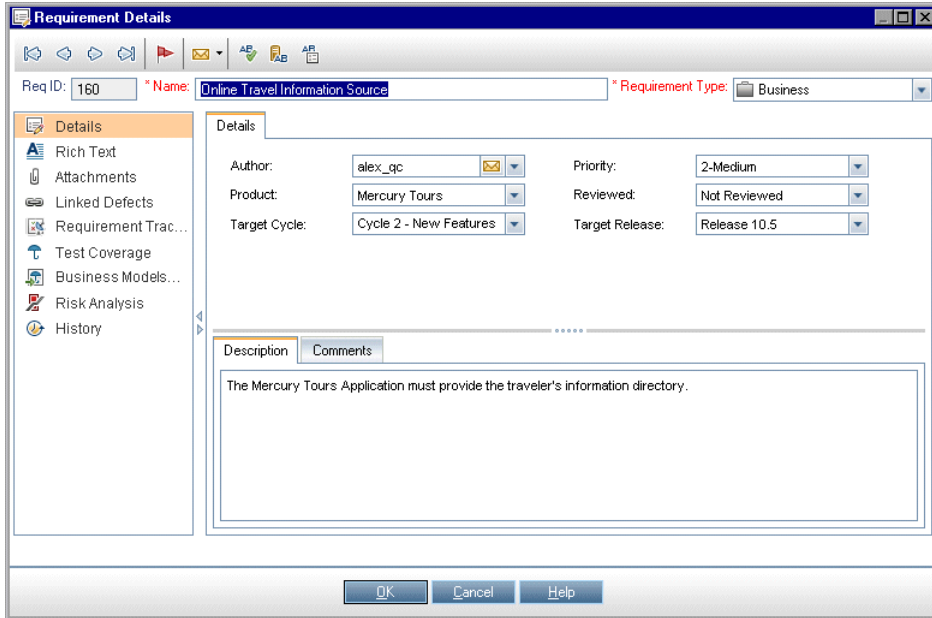 Requirement Details
Req ID: 160 * Name: Online Travel Information Source * Requirement Type: Business
Details
Rich Text
Attachments
Linked Defects
Requirement Trac...
Test Coverage
Business Models...
Risk Analysis
History
Details
Author: alex_qc Priority: 2-Medium
Product: Mercury Tours Reviewed: Not Reviewed
Target Cycle: Cycle 2 - New Features Target Release: Release 10.5
Description Comments
The Mercury Tours Application must provide the traveler's information directory.
OK Cancel Help